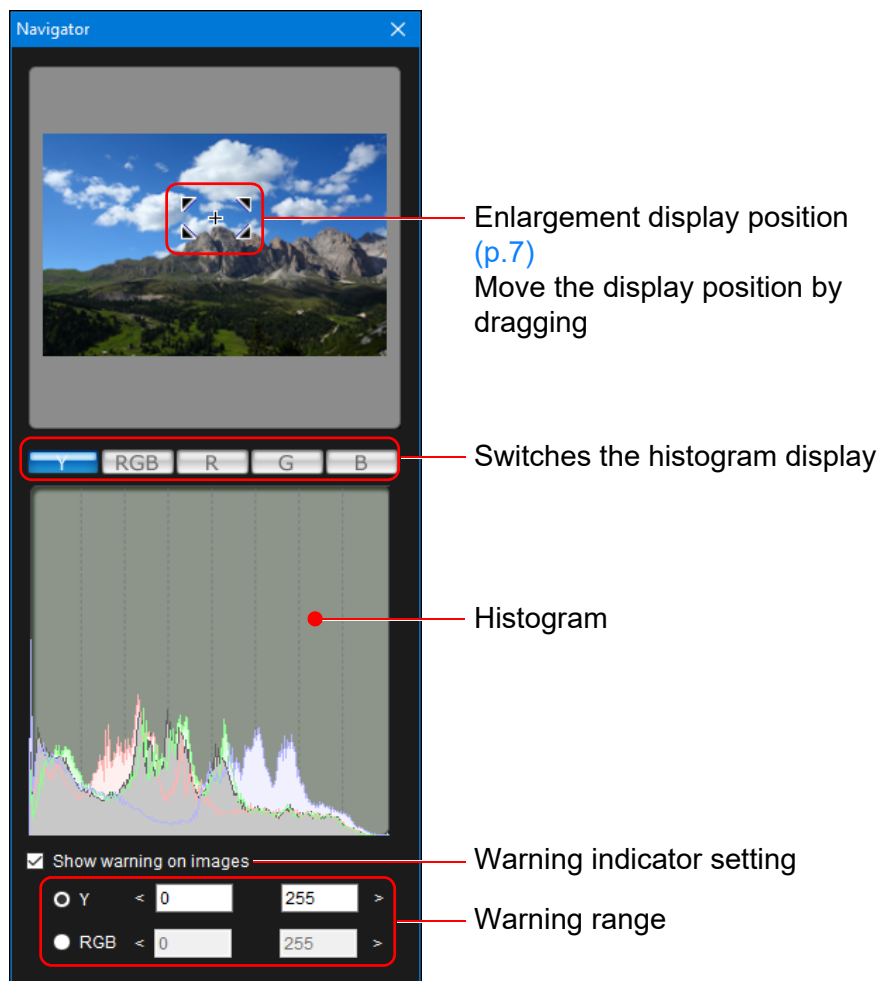 Navigator
Enlargement display position
(p.7)
Move the display position by
dragging
Y RGB R G B
Switches the histogram display
Histogram
Show warning on images
Warning indicator setting
Y < 0 255 >
Warning range
RGB < 0 255 >